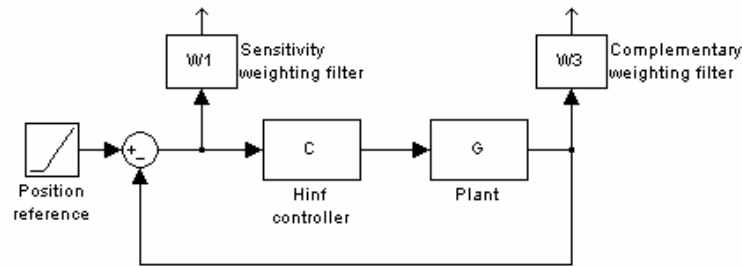 W1
Sensitivity
weighting filter
W3
Complementary
weighting filter
+
-
C
G
Position
reference
Hinf
controller
Plant